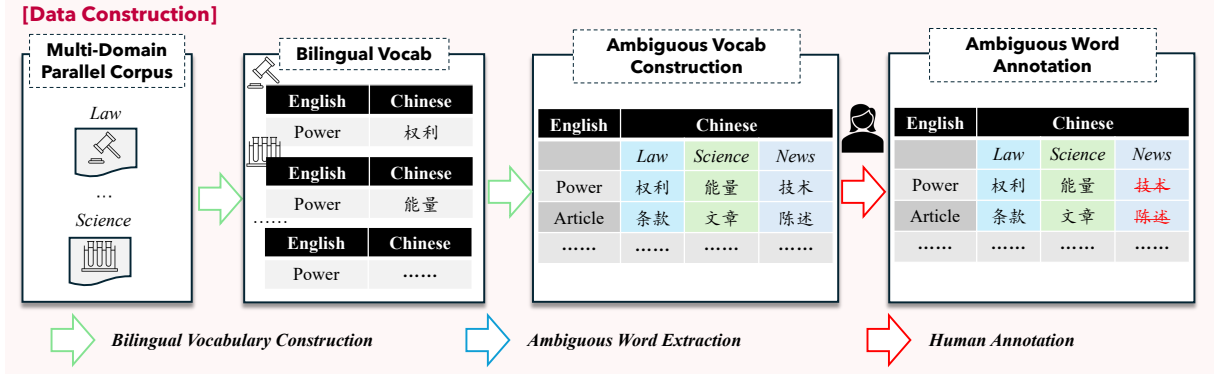 [Data Construction]
Multi-Domain
Parallel Corpus
Law
...
Science
Bilingual Vocab
English Chinese
Power 权利
English Chinese
Power 能量
……
English Chinese
Power ……
Ambiguous Vocab
Construction
English Chinese
Law Science News
Power 权利 能量 技术
Article 条款 文章 陈述
…… …… …… ……
Ambiguous Word
Annotation
English Chinese
Law Science News
Power 权利 能量 技术
Article 条款 文章 陈述
…… …… …… ……
Bilingual Vocabulary Construction
Ambiguous Word Extraction
Human Annotation